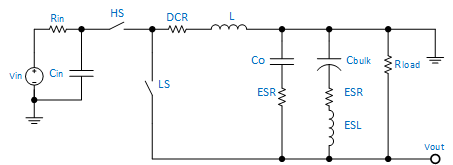 Rin
HS
DCR
L
Vin
Cin
LS
Co
Cbulk
Rload
ESR
ESR
ESL
Vout